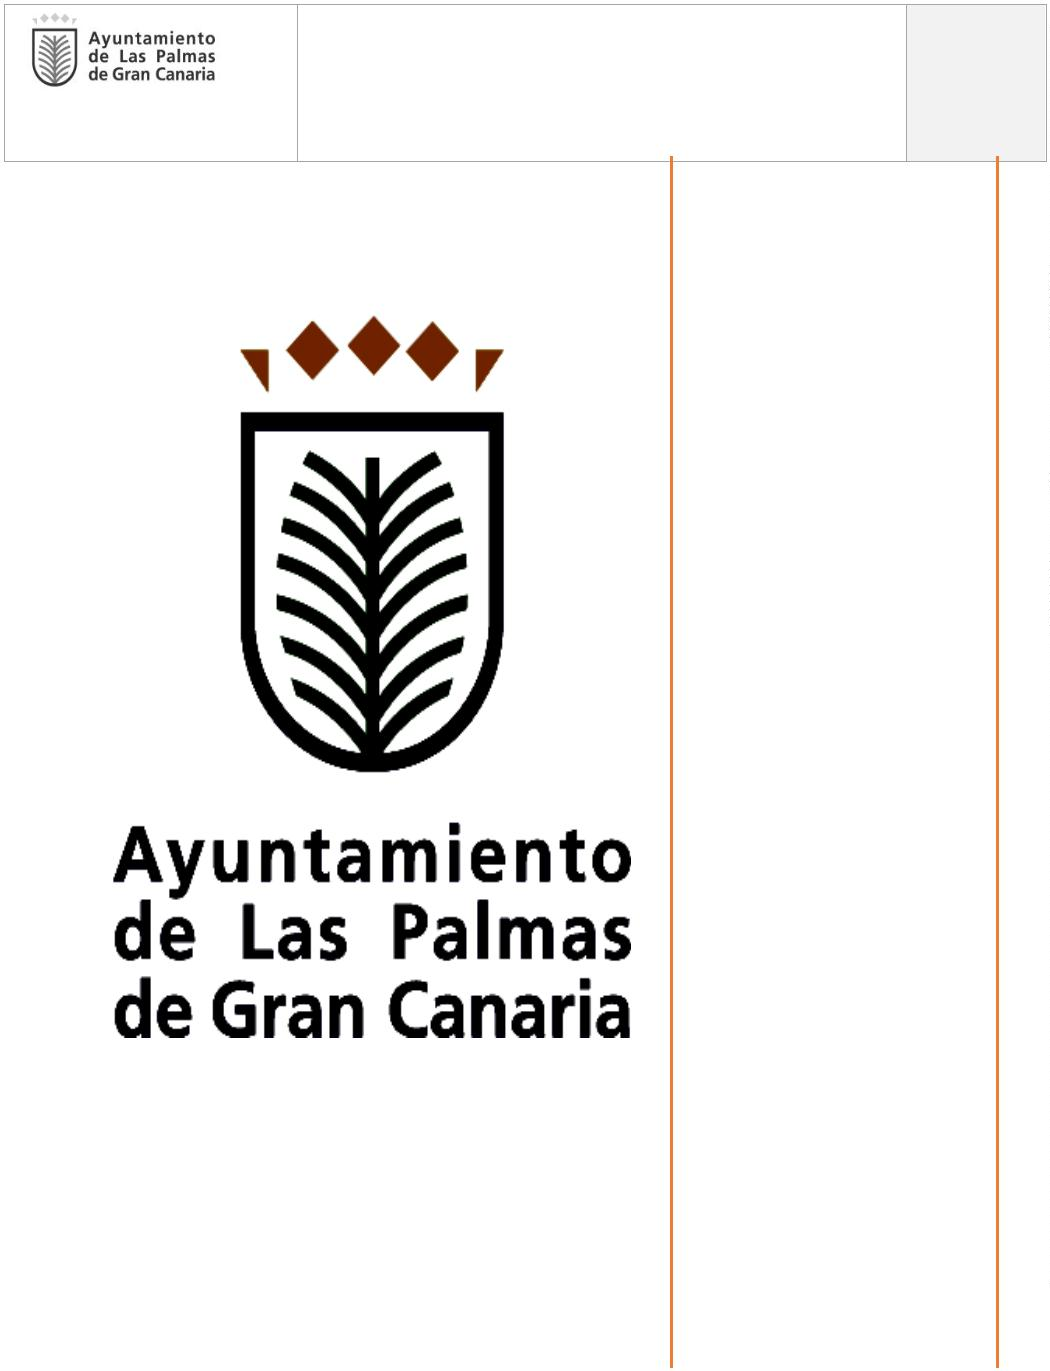 Ayuntamiento
de Las Palmas
de Gran Canaria
Ayuntamiento
de Las Palmas
de Gran Canaria